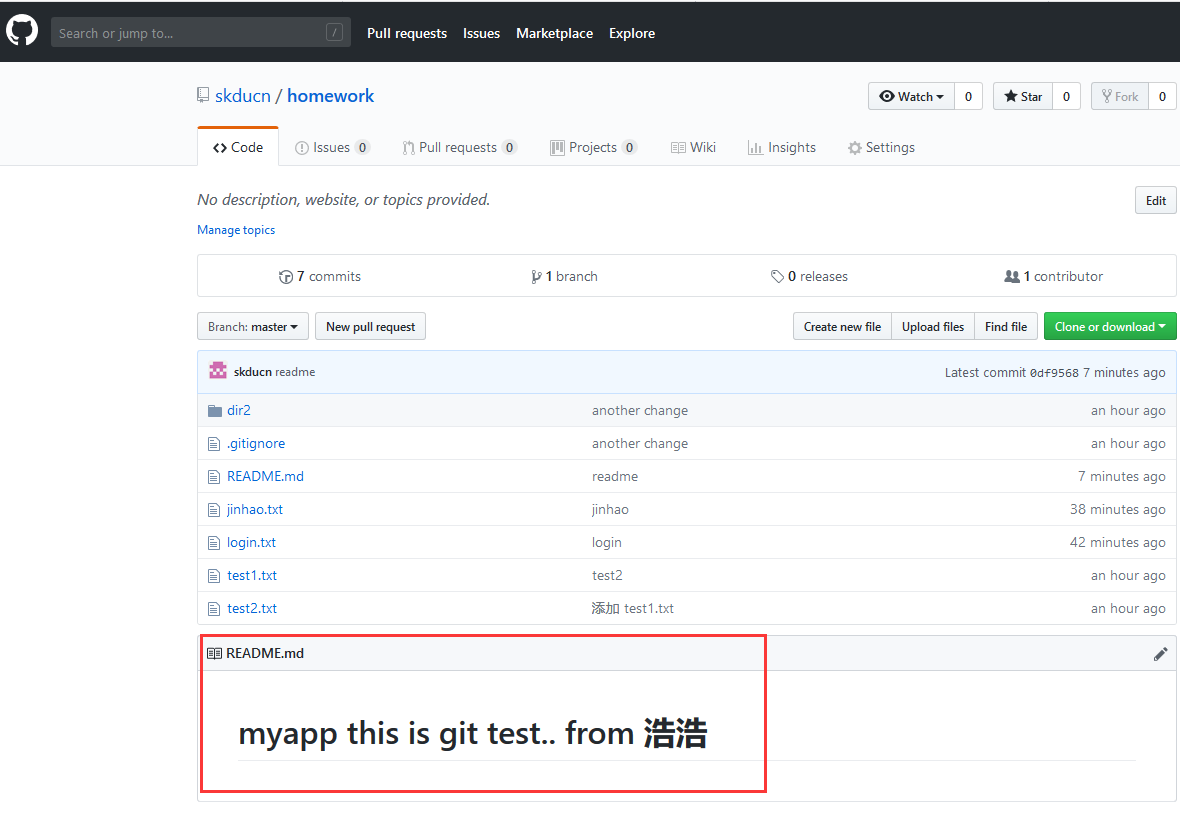 Search or jump to... / Pull requests Issues Marketplace Explore
skducn / homework Watch 0 Star 0 Fork 0
Code Issues 0 Pull requests 0 Projects 0 Wiki Insights Settings
No description, website, or topics provided. Edit
Manage topics
7 commits 1 branch 0 releases 1 contributor
Branch: master New pull request Create new file Upload files Find file Clone or download
skducn readme Latest commit 0df9568 7 minutes ago
dir2 another change an hour ago
.gitignore another change an hour ago
README.md readme 7 minutes ago
jinhao.txt jinhao 38 minutes ago
login.txt login 42 minutes ago
test1.txt test2 an hour ago
test2.txt 添加 test1.txt an hour ago
README.md
myapp this is git test.. from 浩浩